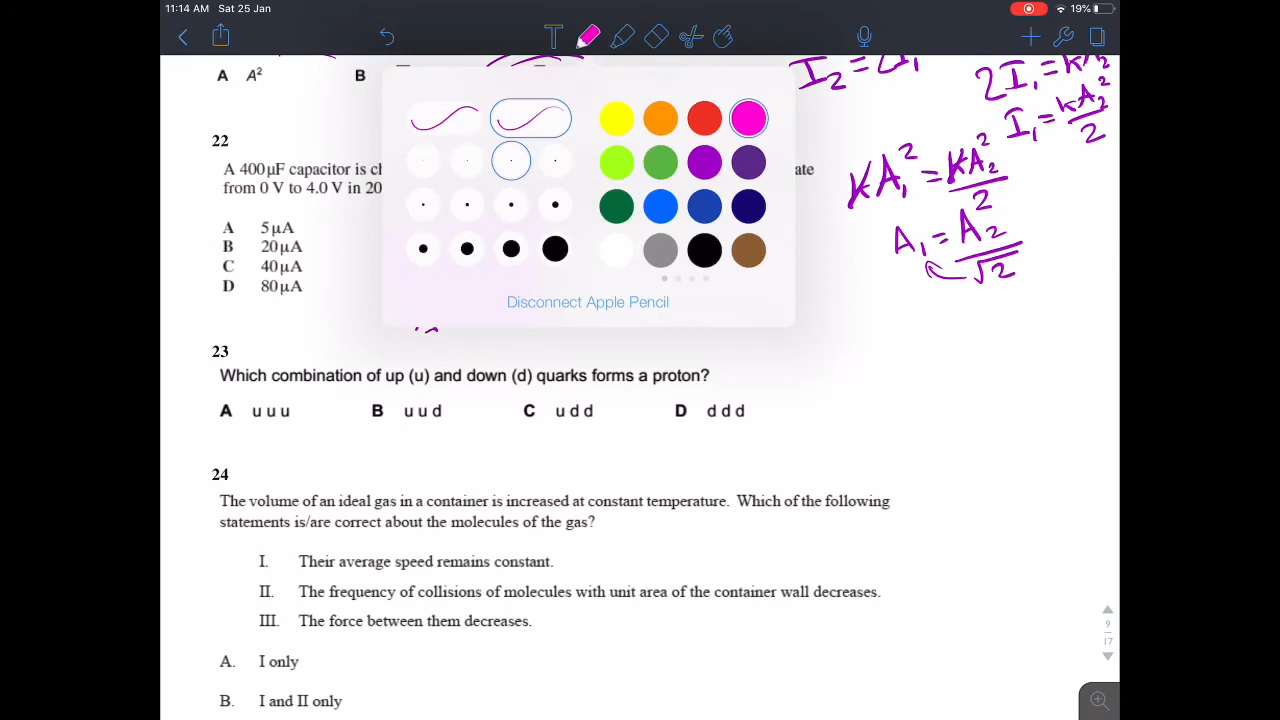 11:14 AM Sat 25 Jan
19%
A A² B
I₂ = 2I₁
2I₁ = kA₂²
I₁ = kA₂²/2
22
A 400 μF capacitor is ch
ate
from 0 V to 4.0 V in 20
A 5 μA
B 20 μA
C 40 μA
D 80 μA
KA₁² = KA₂²/2
A₁ = A₂/√2
Disconnect Apple Pencil
23
Which combination of up (u) and down (d) quarks forms a proton?
A u u u B u u d C u d d D d d d
24
The volume of an ideal gas in a container is increased at constant temperature. Which of the following
statements is/are correct about the molecules of the gas?
I. Their average speed remains constant.
II. The frequency of collisions of molecules with unit area of the container wall decreases.
III. The force between them decreases.
9
17
A. I only
B. I and II only